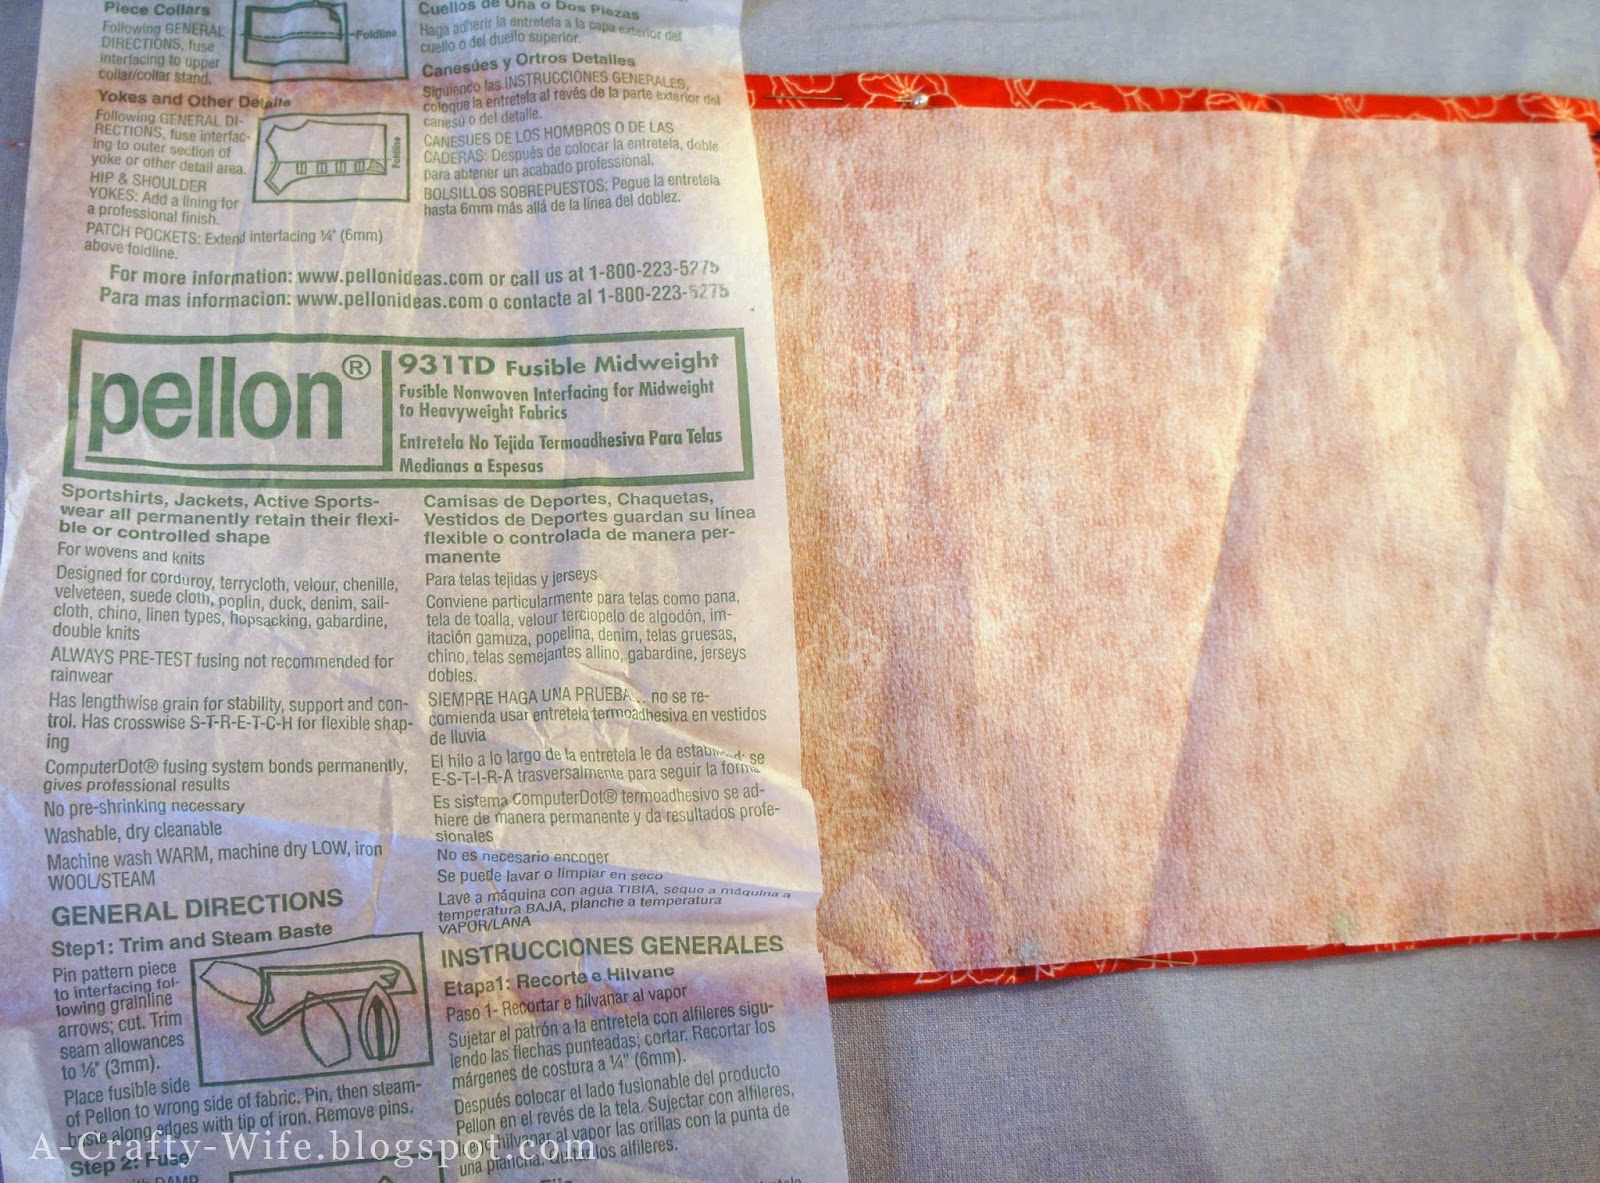 Piece Collars
Following GENERAL
DIRECTIONS, fuse
interfacing to upper
collar/collar stand.
Foldline
Yokes and Other Details
Following GENERAL DI-
RECTIONS, fuse interfac-
ing to outer section of
yoke or other detail area.
HIP & SHOULDER
YOKES: Add a lining for
a professional finish.
Foldline
PATCH POCKETS: Extend interfacing ¼" (6mm)
above foldline.
Cuellos de Una o Dos Piezas
Haga adherir la entretela a la capa exterior del
cuello o del duello superior.
Canesúes y Ortros Detalles
Siguiendo las INSTRUCCIONES GENERALES,
coloque la entretela al revés de la parte exterior del
canesú o del detalle.
CANESUES DE LOS HOMBROS O DE LAS
CADERAS: Después de colocar la entretela, doble
para abtener un acabado professional.
BOLSILLOS SOBREPUESTOS: Pegue la entretela
hasta 6mm más allá de la línea del doblez.
For more information: www.pellonideas.com or call us at 1-800-223-5275
Para mas informacion: www.pellonideas.com o contacte al 1-800-223-5275
pellon®
931TD Fusible Midweight
Fusible Nonwoven Interfacing for Midweight
to Heavyweight Fabrics
Entretela No Tejida Termoadhesiva Para Telas
Medianas a Espesas
Sportshirts, Jackets, Active Sports-
wear all permanently retain their flexi-
ble or controlled shape
For wovens and knits
Designed for corduroy, terrycloth, velour, chenille,
velveteen, suede cloth, poplin, duck, denim, sail-
cloth, chino, linen types, hopsacking, gabardine,
double knits
ALWAYS PRE-TEST fusing not recommended for
rainwear
Has lengthwise grain for stability, support and con-
trol. Has crosswise S-T-R-E-T-C-H for flexible shap-
ing
ComputerDot® fusing system bonds permanently,
gives professional results
No pre-shrinking necessary
Washable, dry cleanable
Machine wash WARM, machine dry LOW, iron
WOOL/STEAM
GENERAL DIRECTIONS
Step1: Trim and Steam Baste
Pin pattern piece
to interfacing fol-
lowing grainline
arrows; cut. Trim
seam allowances
to ⅛" (3mm).
Place fusible side
of Pellon to wrong side of fabric. Pin, then steam-
baste along edges with tip of iron. Remove pins.
Step 2: Fuse
with DAMP
Camisas de Deportes, Chaquetas,
Vestidos de Deportes guardan su línea
flexible o controlada de manera per-
manente
Para telas tejidas y jerseys
Conviene particularmente para telas como pana,
tela de toalla, velour terciopelo de algodón, im-
itación gamuza, popelina, denim, telas gruesas,
chino, telas semejantes allino, gabardine, jerseys
dobles.
SIEMPRE HAGA UNA PRUEBA... no se re-
comienda usar entretela termoadhesiva en vestidos
de lluvia
El hilo a lo largo de la entretela le da se
E-S-T-I-R-A trasversalmente para seguir la forma
Es sistema ComputerDot® termoadhesivo se ad-
hiere de manera permanente y da resultados profe-
sionales
No es necesario encoger
Se puede lavar o limpiar en seco
Lave a máquina con agua TIBIA, seque a máquina a
temperatura BAJA, planche a temperatura
VAPOR/LANA
INSTRUCCIONES GENERALES
Etapa1: Recorte e Hilvane
Paso 1- Recortar e hilvanar al vapor
Sujetar el patrón a la entretela con alfileres sigu-
iendo las flechas punteadas; cortar. Recortar los
márgenes de costura a ¼" (6mm).
Después colocar el lado fusionable del producto
Pellon en el revés de la tela. Sujectar con alfileres,
hilvanar al vapor las orillas con la punta de
una plancha. los alfileres.
A-Crafty-Wife.blogspot.com